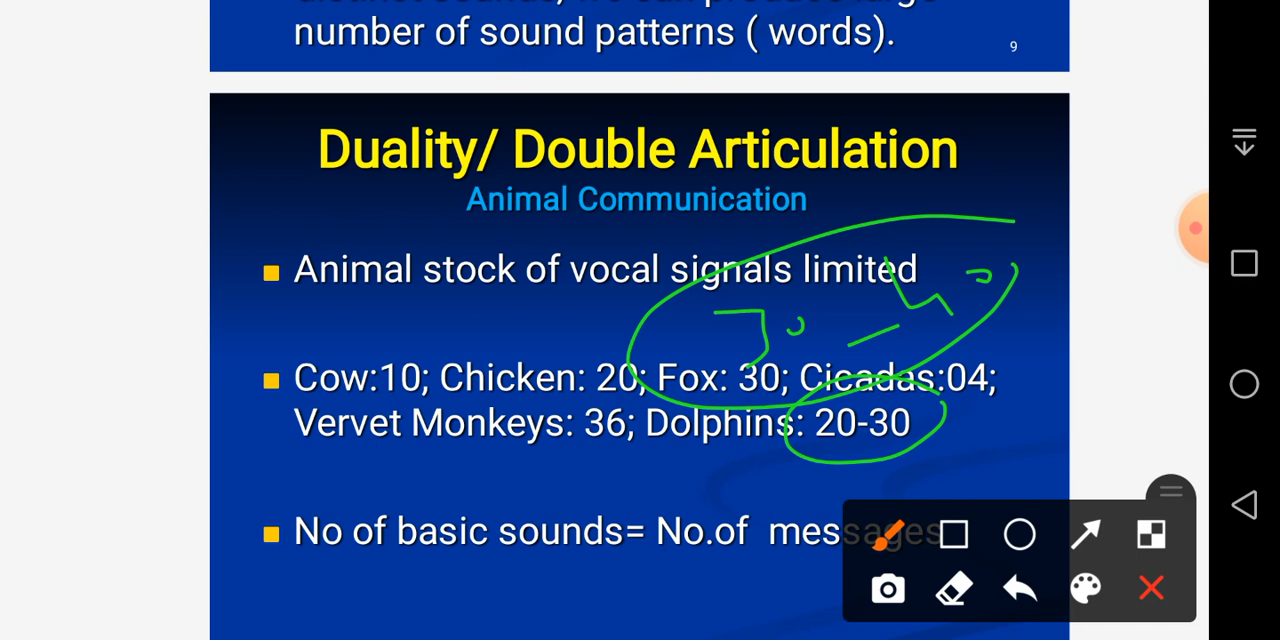 number of sound patterns ( words).
9
Duality/ Double Articulation
Animal Communication
Animal stock of vocal signals limited
30 - 40
Cow:10; Chicken: 20; Fox: 30; Cicadas:04;
Vervet Monkeys: 36; Dolphins: 20-30
No of basic sounds= No.of messages